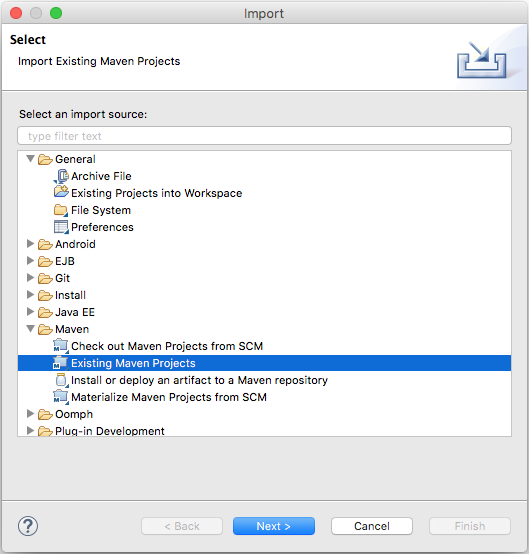 Import
Select
Import Existing Maven Projects
Select an import source:
type filter text
General
Archive File
Existing Projects into Workspace
File System
Preferences
Android
EJB
Git
Install
Java EE
Maven
Check out Maven Projects from SCM
Existing Maven Projects
Install or deploy an artifact to a Maven repository
Materialize Maven Projects from SCM
Oomph
Plug-in Development
? < Back Next > Cancel Finish